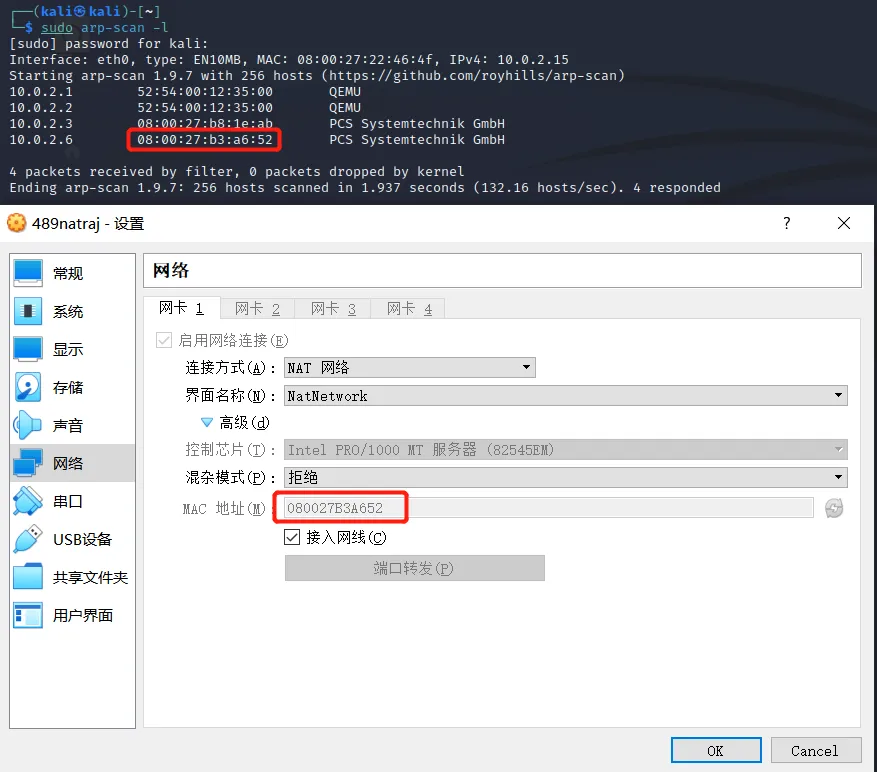 ┌──(kali㉿kali)-[~]
└─$ sudo arp-scan -l
[sudo] password for kali:
Interface: eth0, type: EN10MB, MAC: 08:00:27:22:46:4f, IPv4: 10.0.2.15
Starting arp-scan 1.9.7 with 256 hosts (https://github.com/royhills/arp-scan)
10.0.2.1 52:54:00:12:35:00 QEMU
10.0.2.2 52:54:00:12:35:00 QEMU
10.0.2.3 08:00:27:b8:1e:ab PCS Systemtechnik GmbH
10.0.2.6 08:00:27:b3:a6:52 PCS Systemtechnik GmbH
4 packets received by filter, 0 packets dropped by kernel
Ending arp-scan 1.9.7: 256 hosts scanned in 1.937 seconds (132.16 hosts/sec). 4 responded
489natraj - 设置
常规
系统
显示
存储
声音
网络
串口
USB设备
共享文件夹
用户界面
网络
网卡 1 网卡 2 网卡 3 网卡 4
启用网络连接(E)
连接方式(A): NAT 网络
界面名称(N): NatNetwork
高级(d)
控制芯片(T): Intel PRO/1000 MT 服务器 (82545EM)
混杂模式(P): 拒绝
MAC 地址(M): 080027B3A652
接入网线(C)
端口转发(P)
OK Cancel